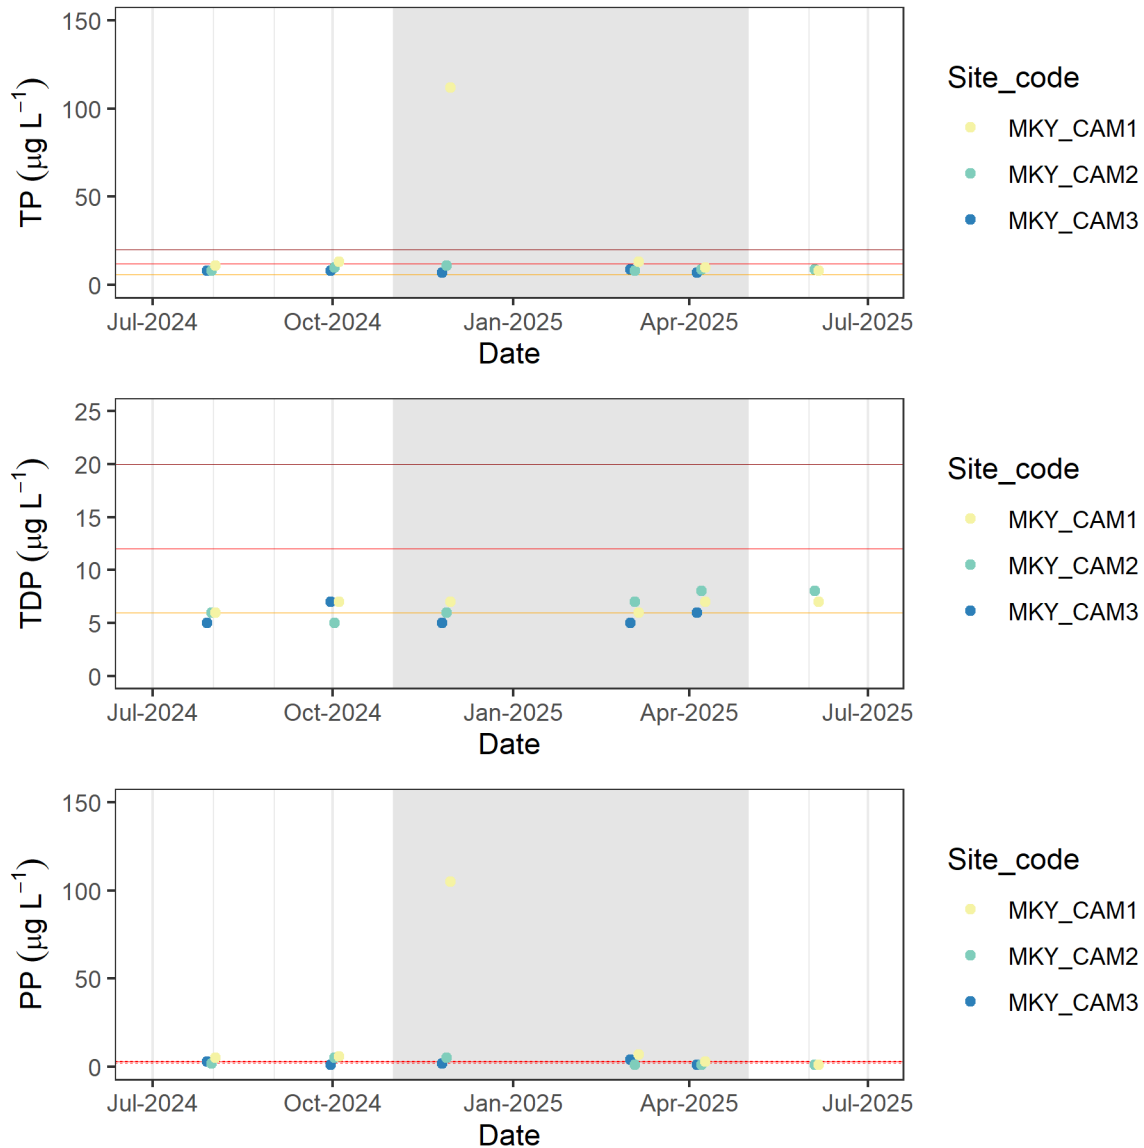 150
100
50
0
TP (μg L⁻¹)
Jul-2024 Oct-2024 Jan-2025 Apr-2025 Jul-2025
Date
Site_code
MKY_CAM1
MKY_CAM2
MKY_CAM3
25
20
15
10
5
0
TDP (μg L⁻¹)
Jul-2024 Oct-2024 Jan-2025 Apr-2025 Jul-2025
Date
Site_code
MKY_CAM1
MKY_CAM2
MKY_CAM3
150
100
50
0
PP (μg L⁻¹)
Jul-2024 Oct-2024 Jan-2025 Apr-2025 Jul-2025
Date
Site_code
MKY_CAM1
MKY_CAM2
MKY_CAM3